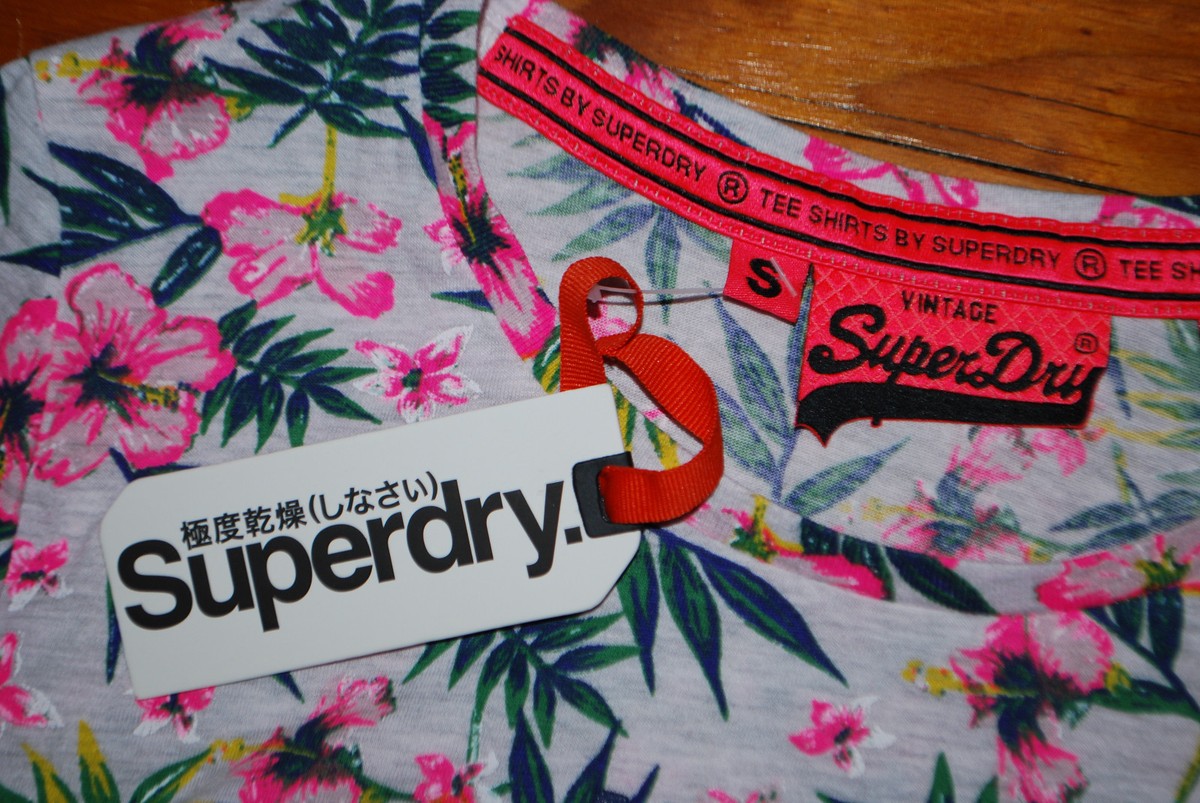 SHIRTS BY SUPERDRY ® TEE SHIRTS BY SUPERDRY ® TEE
S
VINTAGE
SuperDry ®
極度乾燥(しなさい)
Superdry.